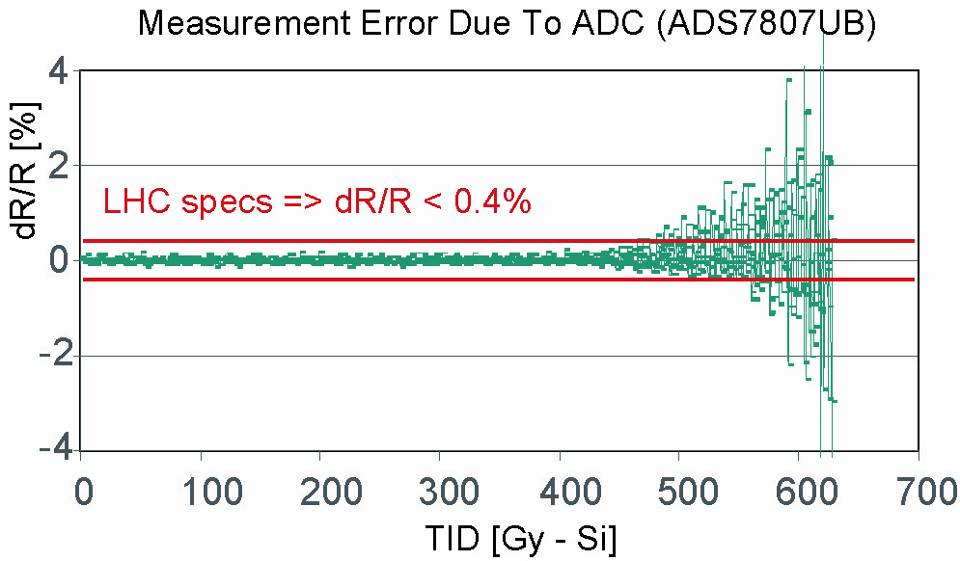 Measurement Error Due To ADC (ADS7807UB)
dR/R [%]
4
2
0
-2
-4
LHC specs => dR/R < 0.4%
0 100 200 300 400 500 600 700
TID [Gy - Si]